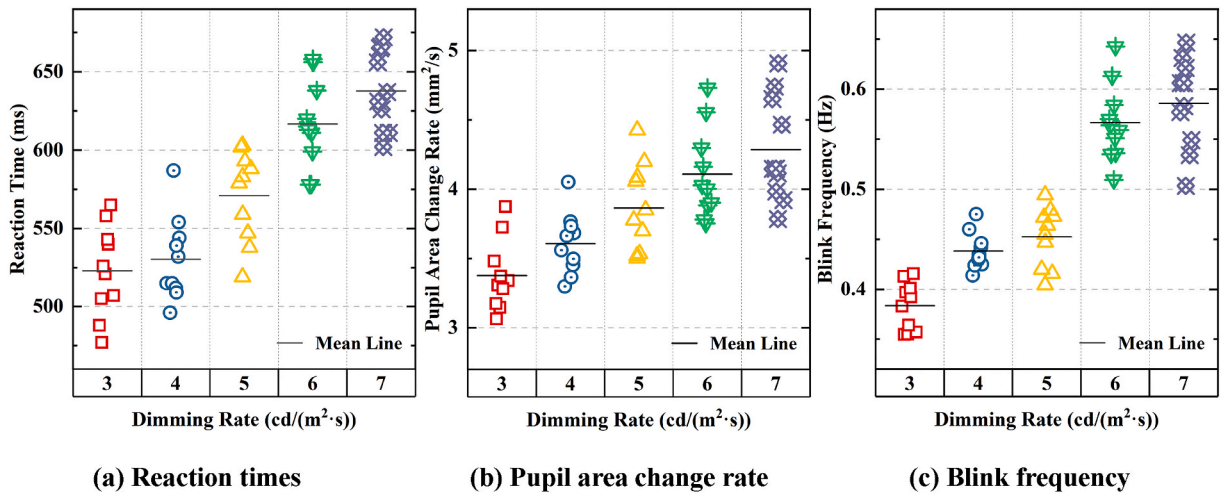 Reaction Time (ms)
650
600
550
500
Mean Line
3 4 5 6 7
Dimming Rate (cd/(m²·s))
(a) Reaction times
Pupil Area Change Rate (mm²/s)
5
4
3
Mean Line
3 4 5 6 7
Dimming Rate (cd/(m²·s))
(b) Pupil area change rate
Blink Frequency (Hz)
0.6
0.5
0.4
Mean Line
3 4 5 6 7
Dimming Rate (cd/(m²·s))
(c) Blink frequency